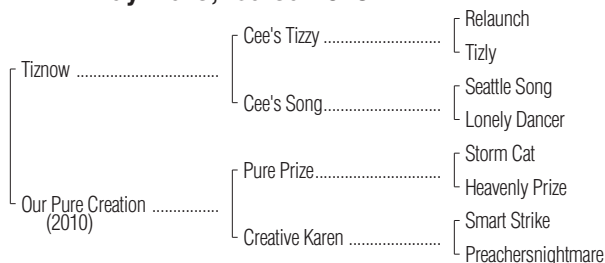 Relaunch
Cee's Tizzy
Tizly
Tiznow
Seattle Song
Cee's Song
Lonely Dancer
Storm Cat
Pure Prize
Heavenly Prize
Our Pure Creation
(2010)
Smart Strike
Creative Karen
Preachersnightmare